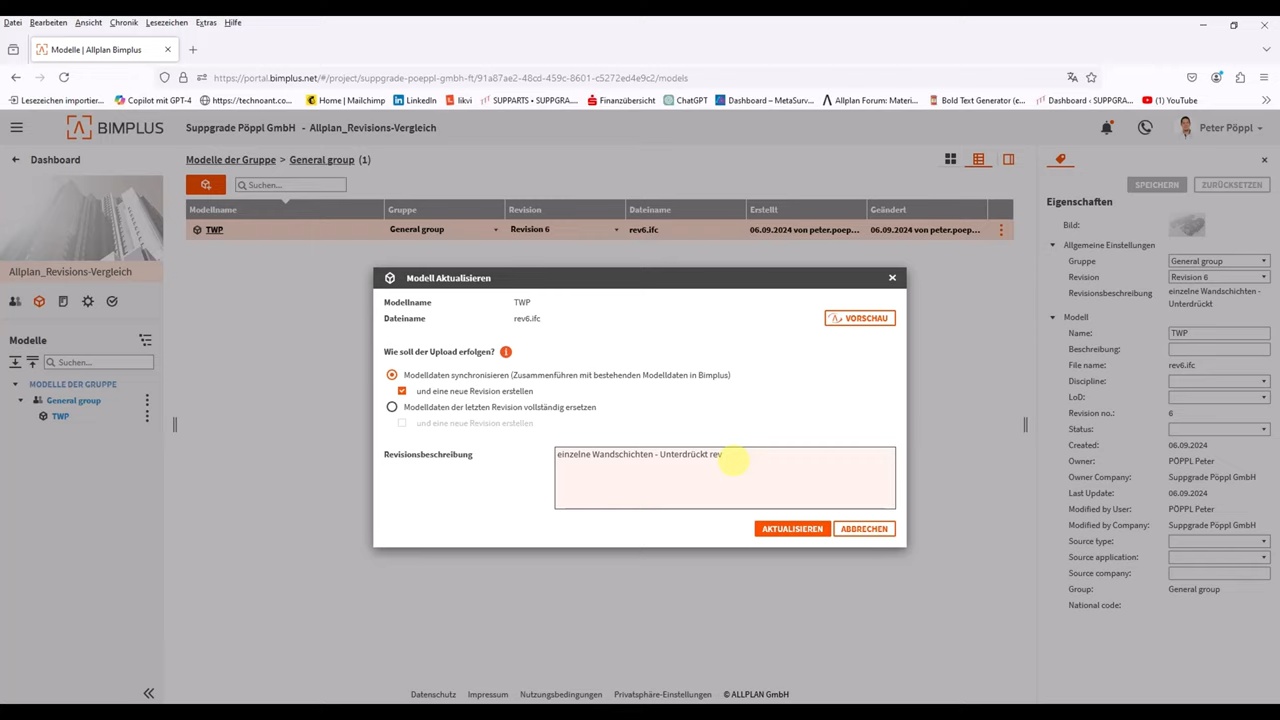 Datei Bearbeiten Ansicht Chronik Lesezeichen Extras Hilfe
Modelle | Allplan Bimplus
https://portal.bimplus.net/#/project/suppgrade-poeppl-gmbh-ft/91a87ae2-48cd-459c-8601-c5272ed4e9c2/models
Lesezeichen importier... Copilot mit GPT-4 https://technoant.co... Home | Mailchimp LinkedIn likvi SUPPARTS – SUPPGRA... Finanzübersicht ChatGPT Dashboard – MetaSurv... Allplan Forum: Materi... Bold Text Generator (e... Dashboard ‹ SUPPGRA... (1) YouTube
BIMPLUS Suppgrade Pöppl GmbH - Allplan_Revisions-Vergleich Peter Pöppl
Dashboard
Modelle der Gruppe > General group (1)
SPEICHERN ZURÜCKSETZEN
Suchen...
Modellname Gruppe Revision Dateiname Erstellt Geändert
TWP General group Revision 6 rev6.ifc 06.09.2024 von peter.poep... 06.09.2024 von peter.poep...
Allplan_Revisions-Vergleich
Modelle
Suchen...
MODELLE DER GRUPPE
General group
TWP
Modell Aktualisieren
Modellname TWP
Dateiname rev6.ifc
VORSCHAU
Wie soll der Upload erfolgen?
Modelldaten synchronisieren (Zusammenführen mit bestehenden Modelldaten in Bimplus)
und eine neue Revision erstellen
Modelldaten der letzten Revision vollständig ersetzen
und eine neue Revision erstellen
Revisionsbeschreibung einzelne Wandschichten - Unterdrückt rev
AKTUALISIEREN ABBRECHEN
Eigenschaften
Bild:
Allgemeine Einstellungen
Gruppe General group
Revision Revision 6
Revisionsbeschreibung einzelne Wandschichten -
Unterdrückt
Modell
Name: TWP
Beschreibung:
File name: rev6.ifc
Discipline:
LoD:
Revision no.: 6
Status:
Created: 06.09.2024
Owner: PÖPPL Peter
Owner Company: Suppgrade Pöppl GmbH
Last Update: 06.09.2024
Modified by User: PÖPPL Peter
Modified by Company: Suppgrade Pöppl GmbH
Source type:
Source application:
Source company:
Group: General group
National code:
Datenschutz Impressum Nutzungsbedingungen Privatsphäre-Einstellungen © ALLPLAN GmbH